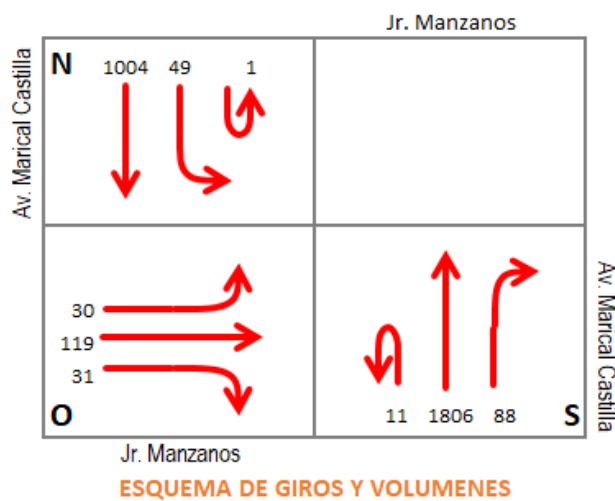 Jr. Manzanos
Av. Marical Castilla
N 1004 49 1
30
119
31
O
11 1806 88 S
Av. Marical Castilla
Jr. Manzanos
ESQUEMA DE GIROS Y VOLUMENES